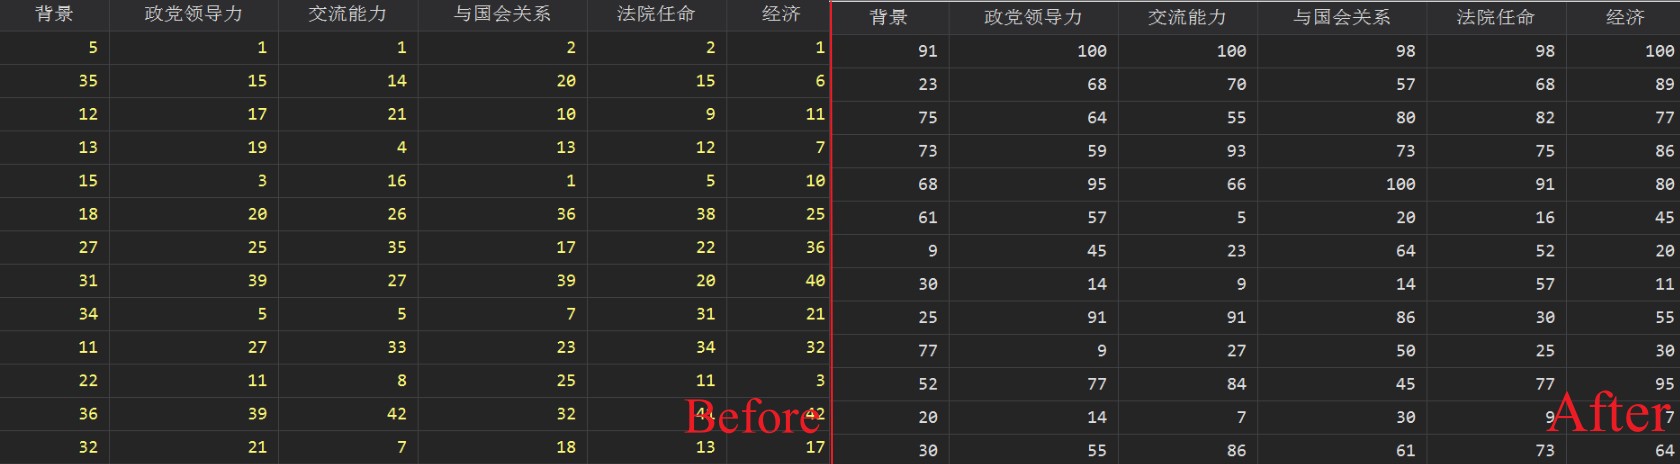 背景 政党领导力 交流能力 与国会关系 法院任命 经济 背景 政党领导力 交流能力 与国会关系 法院任命 经济
5 1 1 2 2 1 91 100 100 98 98 100
35 15 14 20 15 6 23 68 70 57 68 89
12 17 21 10 9 11 75 64 55 80 82 77
13 19 4 13 12 7 73 59 93 73 75 86
15 3 16 1 5 10 68 95 66 100 91 80
18 20 26 36 38 25 61 57 5 20 16 45
27 25 35 17 22 36 9 45 23 64 52 20
31 39 27 39 20 40 30 14 9 14 57 11
34 5 5 7 31 21 25 91 91 86 30 55
11 27 33 23 34 32 77 9 27 50 25 30
22 11 8 25 11 3 52 77 84 45 77 95
36 39 42 32 42 20 14 7 30 9 7
Before After
32 21 7 18 13 17 30 55 86 61 73 64